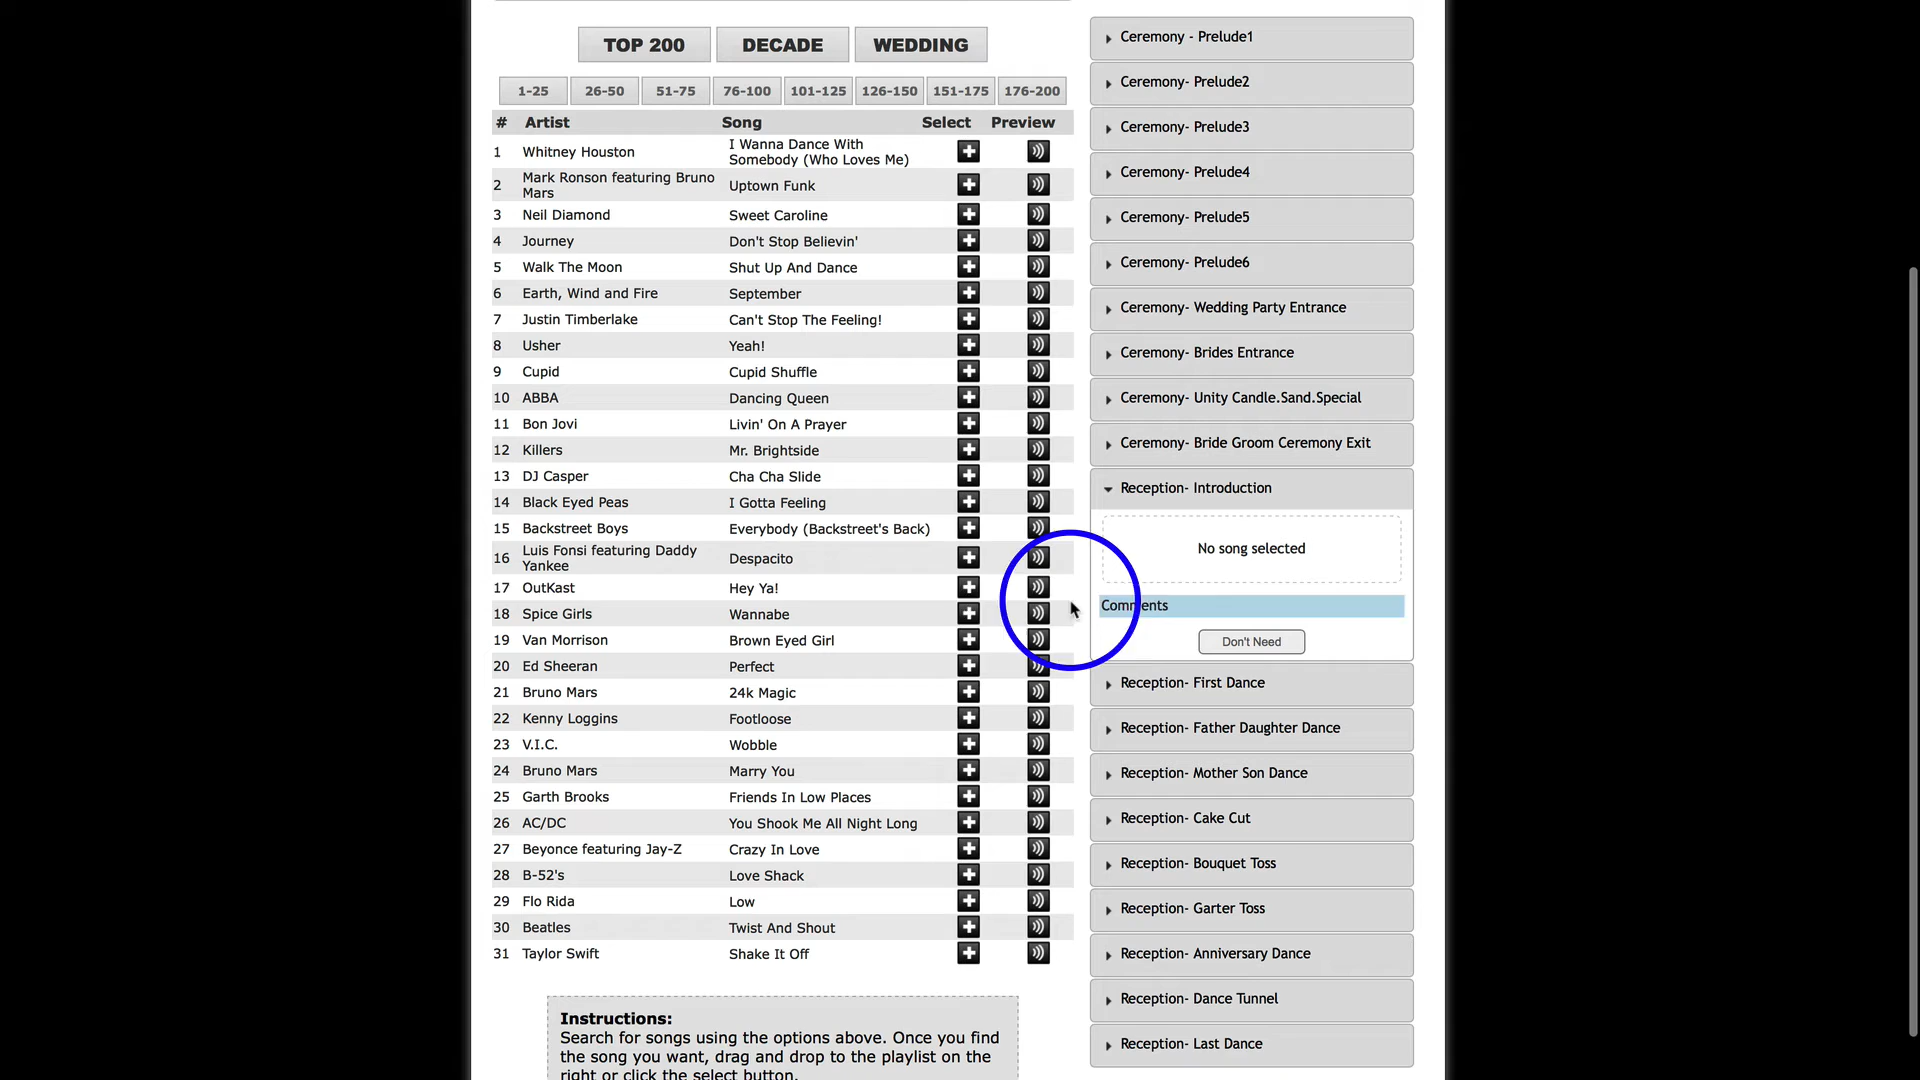 TOP 200 DECADE WEDDING
1-25 26-50 51-75 76-100 101-125 126-150 151-175 176-200
# Artist Song Select Preview
1 Whitney Houston I Wanna Dance With
Somebody (Who Loves Me)
2 Mark Ronson featuring Bruno
Mars Uptown Funk
3 Neil Diamond Sweet Caroline
4 Journey Don't Stop Believin'
5 Walk The Moon Shut Up And Dance
6 Earth, Wind and Fire September
7 Justin Timberlake Can't Stop The Feeling!
8 Usher Yeah!
9 Cupid Cupid Shuffle
10 ABBA Dancing Queen
11 Bon Jovi Livin' On A Prayer
12 Killers Mr. Brightside
13 DJ Casper Cha Cha Slide
14 Black Eyed Peas I Gotta Feeling
15 Backstreet Boys Everybody (Backstreet's Back)
16 Luis Fonsi featuring Daddy
Yankee Despacito
17 OutKast Hey Ya!
18 Spice Girls Wannabe
19 Van Morrison Brown Eyed Girl
20 Ed Sheeran Perfect
21 Bruno Mars 24k Magic
22 Kenny Loggins Footloose
23 V.I.C. Wobble
24 Bruno Mars Marry You
25 Garth Brooks Friends In Low Places
26 AC/DC You Shook Me All Night Long
27 Beyonce featuring Jay-Z Crazy In Love
28 B-52's Love Shack
29 Flo Rida Low
30 Beatles Twist And Shout
31 Taylor Swift Shake It Off
Instructions:
Search for songs using the options above. Once you find
the song you want, drag and drop to the playlist on the
right or click the select button.
Ceremony - Prelude1
Ceremony- Prelude2
Ceremony- Prelude3
Ceremony- Prelude4
Ceremony- Prelude5
Ceremony- Prelude6
Ceremony- Wedding Party Entrance
Ceremony- Brides Entrance
Ceremony- Unity Candle.Sand.Special
Ceremony- Bride Groom Ceremony Exit
Reception- Introduction
No song selected
Comments
Don't Need
Reception- First Dance
Reception- Father Daughter Dance
Reception- Mother Son Dance
Reception- Cake Cut
Reception- Bouquet Toss
Reception- Garter Toss
Reception- Anniversary Dance
Reception- Dance Tunnel
Reception- Last Dance